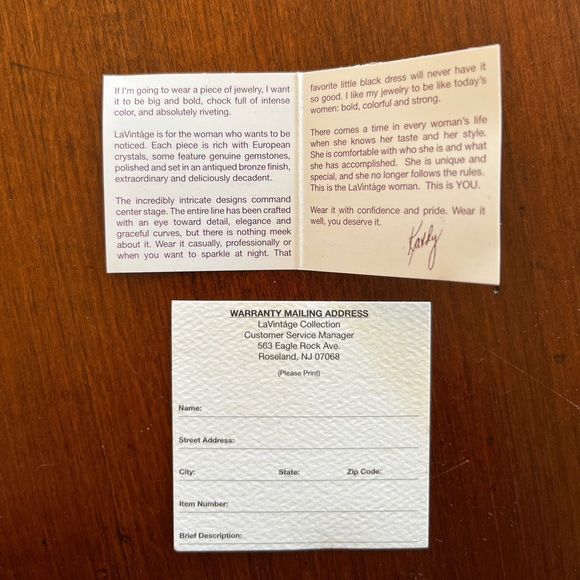 If I'm going to wear a piece of jewelry, I want
it to be big and bold, chock full of intense
color, and absolutely riveting.
LaVintàge is for the woman who wants to be
noticed. Each piece is rich with European
crystals, some feature genuine gemstones,
polished and set in an antiqued bronze finish,
extraordinary and deliciously decadent.
The incredibly intricate designs command
center stage. The entire line has been crafted
with an eye toward detail, elegance and
graceful curves, but there is nothing meek
about it. Wear it casually, professionally or
when you want to sparkle at night. That
favorite little black dress will never have it
so good. I like my jewelry to be like today's
women: bold, colorful and strong.
There comes a time in every woman's life
when she knows her taste and her style.
She is comfortable with who she is and what
she has accomplished. She is unique and
special, and she no longer follows the rules.
This is the LaVintàge woman. This is YOU.
Wear it with confidence and pride. Wear it
well, you deserve it.
Kathy
WARRANTY MAILING ADDRESS
LaVintàge Collection
Customer Service Manager
563 Eagle Rock Ave.
Roseland, NJ 07068
(Please Print)
Name:
Street Address:
City: State: Zip Code:
Item Number:
Brief Description: